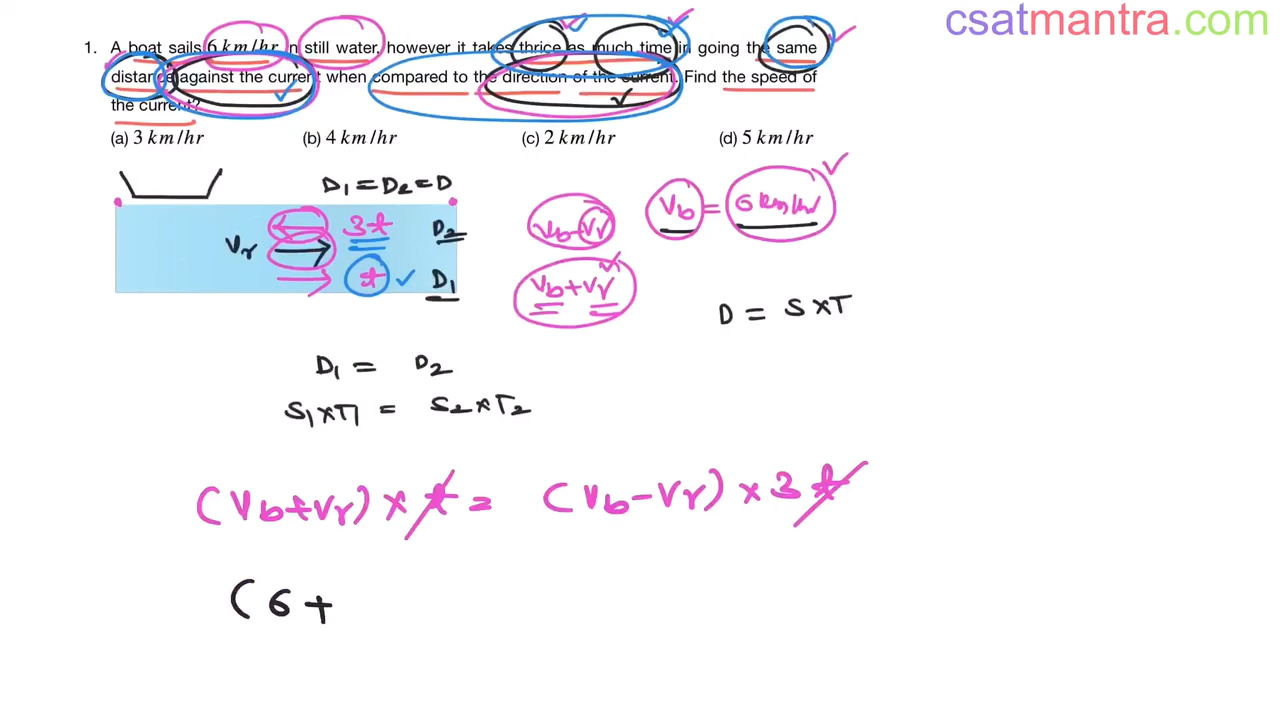 csatmantra.com
1. A boat sails 6 km/hr in still water, however it takes thrice as much time in going the same
distance against the current when compared to the direction of the current. Find the speed of
the current?
(a) 3 km/hr (b) 4 km/hr (c) 2 km/hr (d) 5 km/hr
D1 = D2 = D
Vb - Vr
Vb = 6 km/hr
3t D2
Vr
t D1
Vb + Vr
D = S x T
D1 = D2
S1 x T1 = S2 x T2
(Vb + Vr) x t = (Vb - Vr) x 3t
(6 +